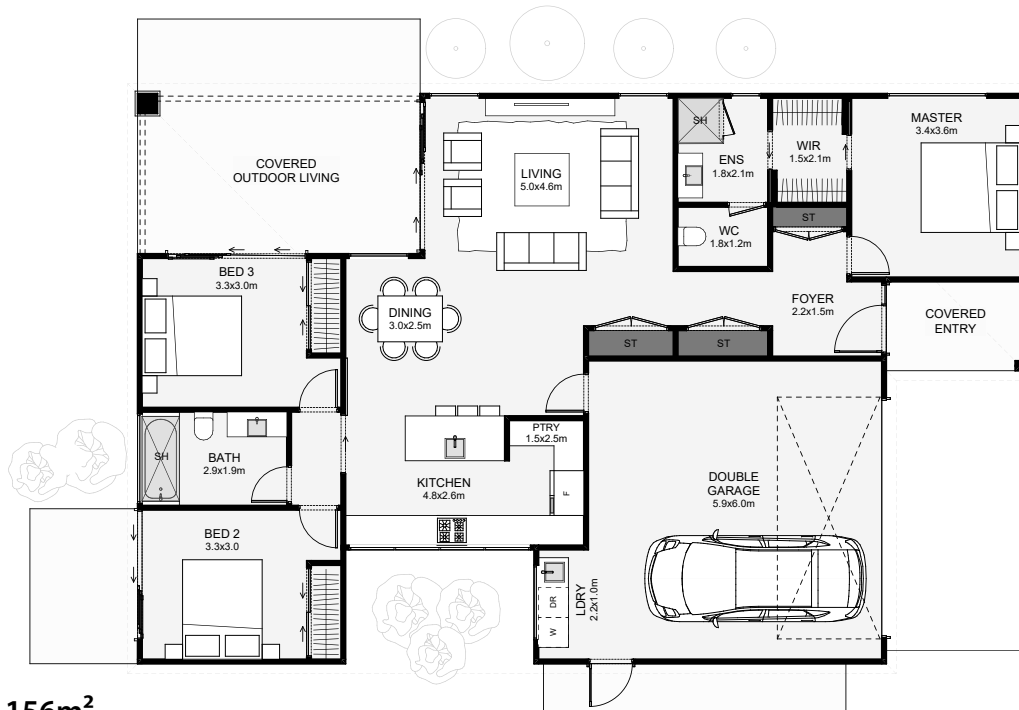 COVERED
OUTDOOR LIVING
LIVING
5.0x4.6m
SH
ENS
1.8x2.1m
WIR
1.5x2.1m
MASTER
3.4x3.6m
WC
1.8x1.2m
ST
BED 3
3.3x3.0m
DINING
3.0x2.5m
FOYER
2.2x1.5m
COVERED
ENTRY
ST
ST
SH
BATH
2.9x1.9m
PTRY
1.5x2.5m
KITCHEN
4.8x2.6m
F
DOUBLE
GARAGE
5.9x6.0m
BED 2
3.3x3.0
DR
W
LDRY
2.2x1.0m
156m²